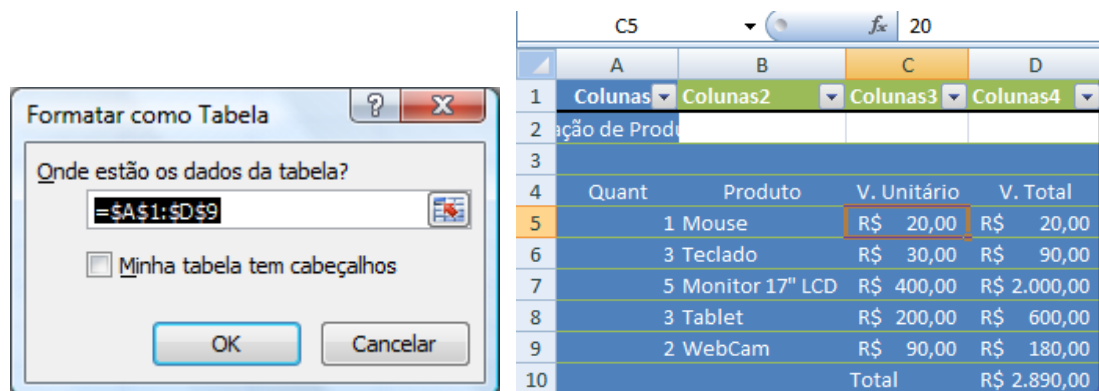 Formatar como Tabela
Onde estão os dados da tabela?
=$A$1:$D$9
Minha tabela tem cabeçalhos
OK Cancelar
C5 fx 20
A B C D
1 Colunas Colunas2 Colunas3 Colunas4
2 ação de Produ
3
4 Quant Produto V. Unitário V. Total
5 1 Mouse R$ 20,00 R$ 20,00
6 3 Teclado R$ 30,00 R$ 90,00
7 5 Monitor 17" LCD R$ 400,00 R$ 2.000,00
8 3 Tablet R$ 200,00 R$ 600,00
9 2 WebCam R$ 90,00 R$ 180,00
10 Total R$ 2.890,00